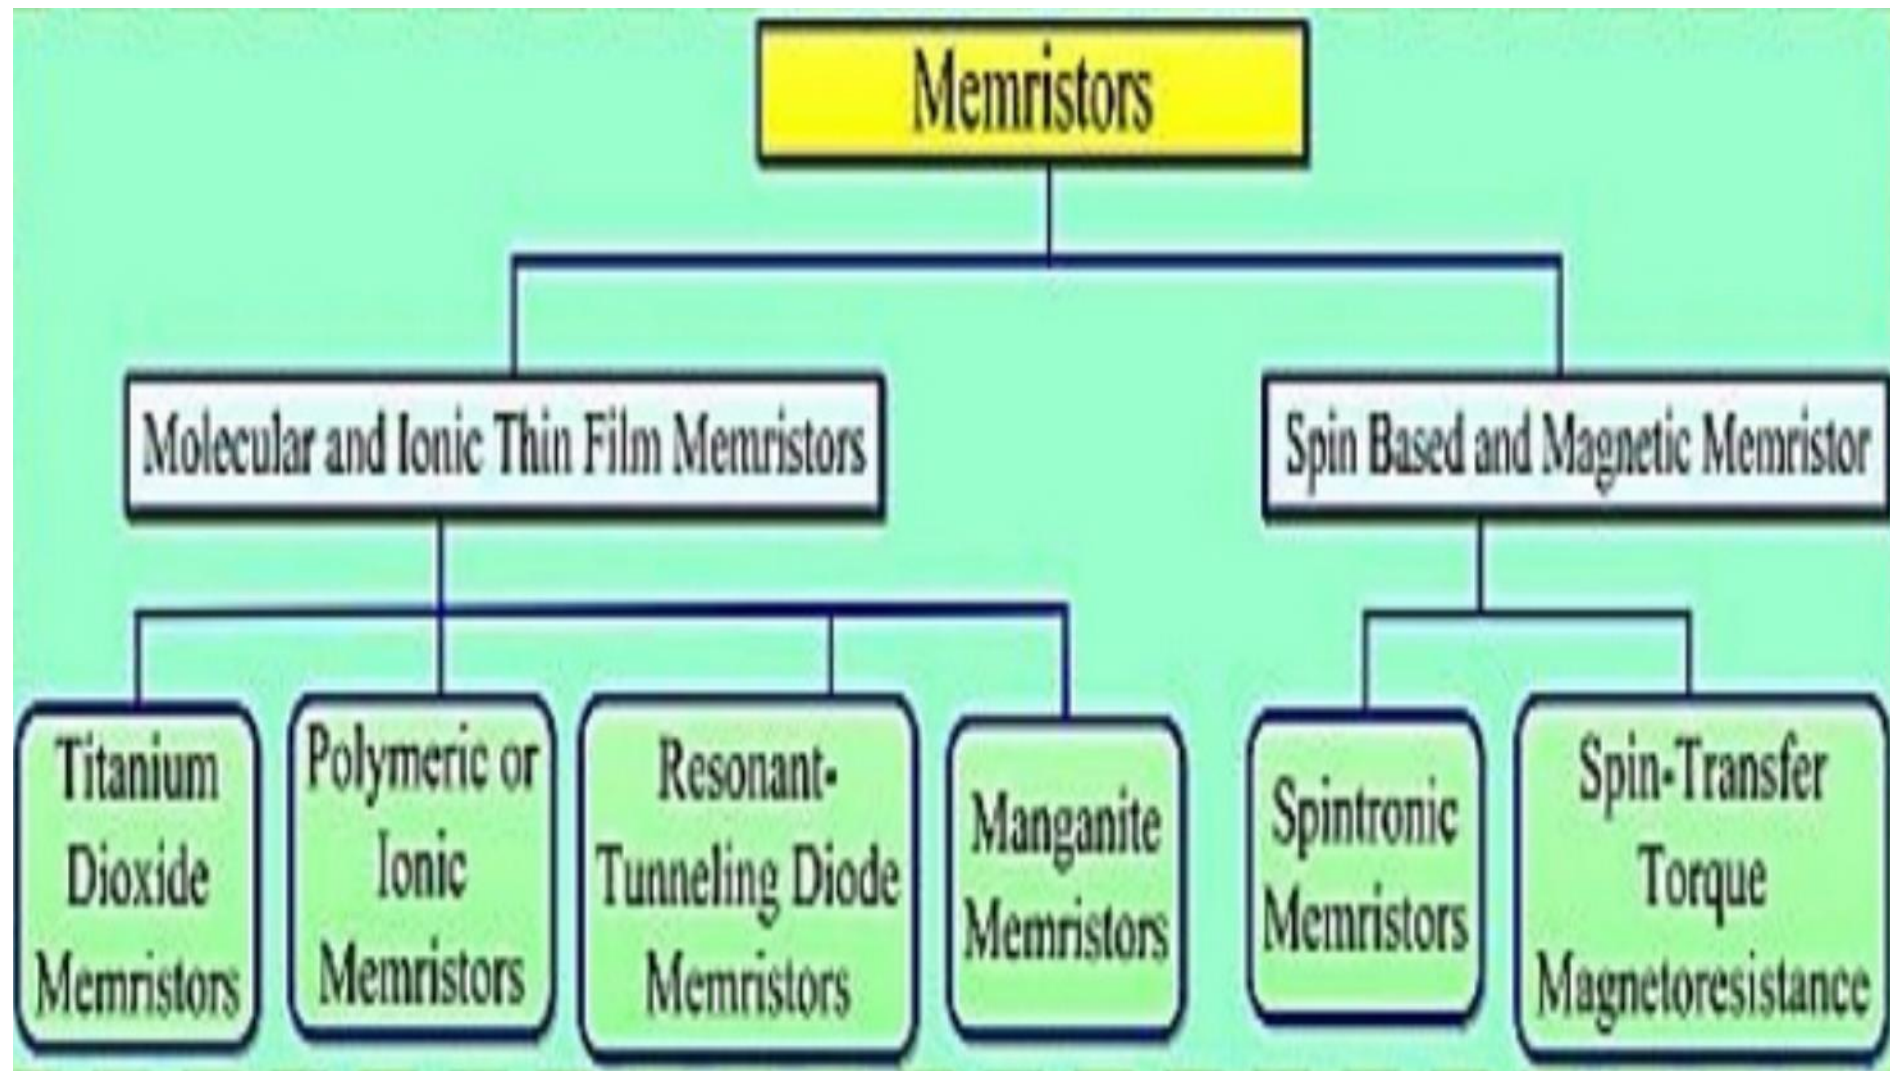 Memristors
Molecular and Ionic Thin Film Memristors
Spin Based and Magnetic Memristor
Titanium
Dioxide
Memristors
Polymeric or
Ionic
Memristors
Resonant-
Tunneling Diode
Memristors
Manganite
Memristors
Spintronic
Memristors
Spin-Transfer
Torque
Magnetoresistance